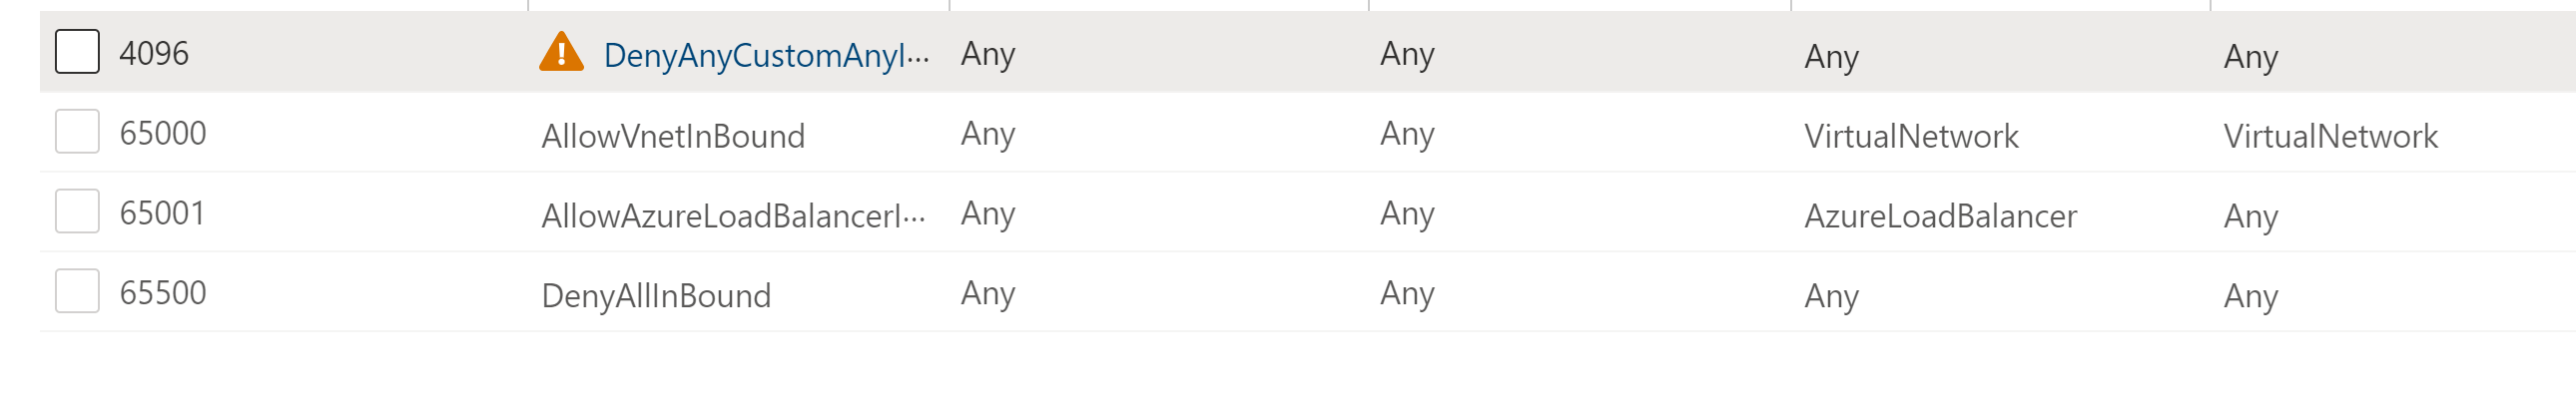 4096 DenyAnyCustomAnyI... Any Any Any Any
65000 AllowVnetInBound Any Any VirtualNetwork VirtualNetwork
65001 AllowAzureLoadBalancerI... Any Any AzureLoadBalancer Any
65500 DenyAllInBound Any Any Any Any